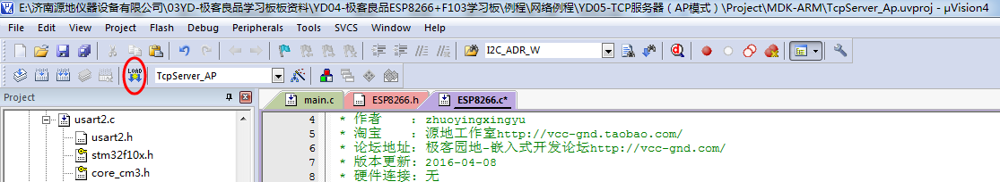 E:\济南源地仪器设备有限公司\03YD-极客良品学习板板资料\YD04-极客良品ESP8266+F103学习板\例程\网络例程\YD05-TCP服务器（AP模式）\Project\MDK-ARM\TcpServer_Ap.uvproj - µVision4
File Edit View Project Flash Debug Peripherals Tools SVCS Window Help
I2C_ADR_W
LOAD TcpServer_AP
Project
main.c ESP8266.h ESP8266.c*
usart2.c
usart2.h
stm32f10x.h
core_cm3.h
4 * 作者 ：zhuoyingxingyu
5 * 淘宝 ：源地工作室http://vcc-gnd.taobao.com/
6 * 论坛地址：极客园地-嵌入式开发论坛http://vcc-gnd.com/
7 * 版本更新：2016-04-08
8 * 硬件连接：无